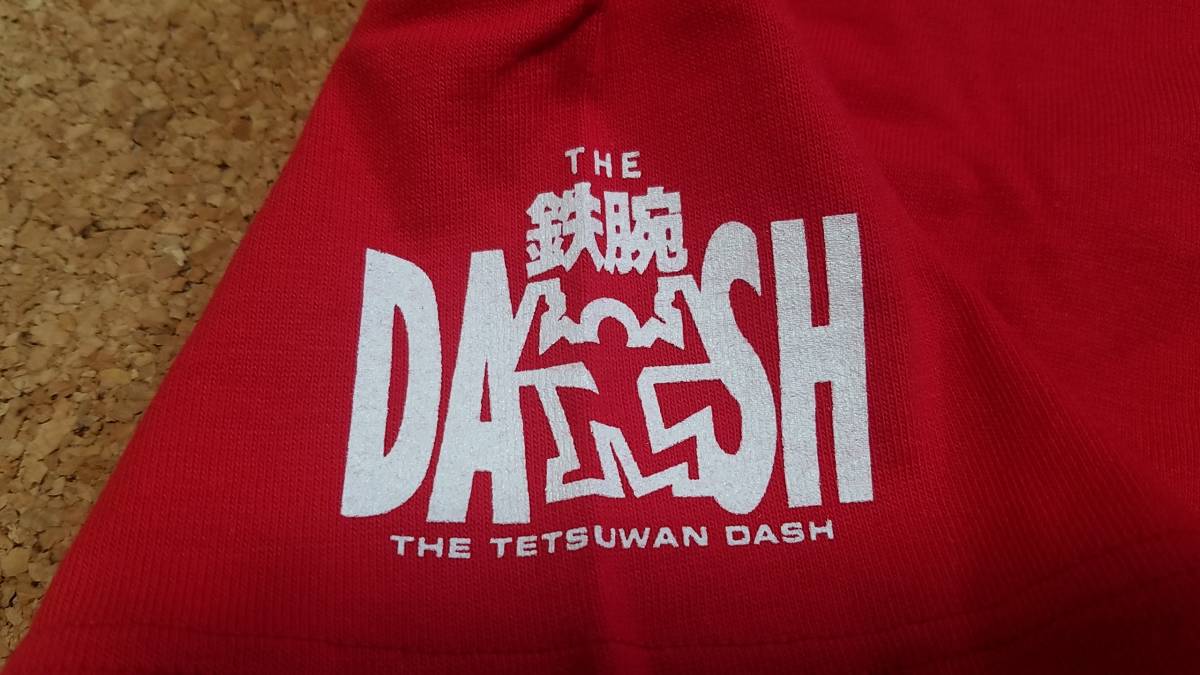 THE
鉄腕
DASH
THE TETSUWAN DASH